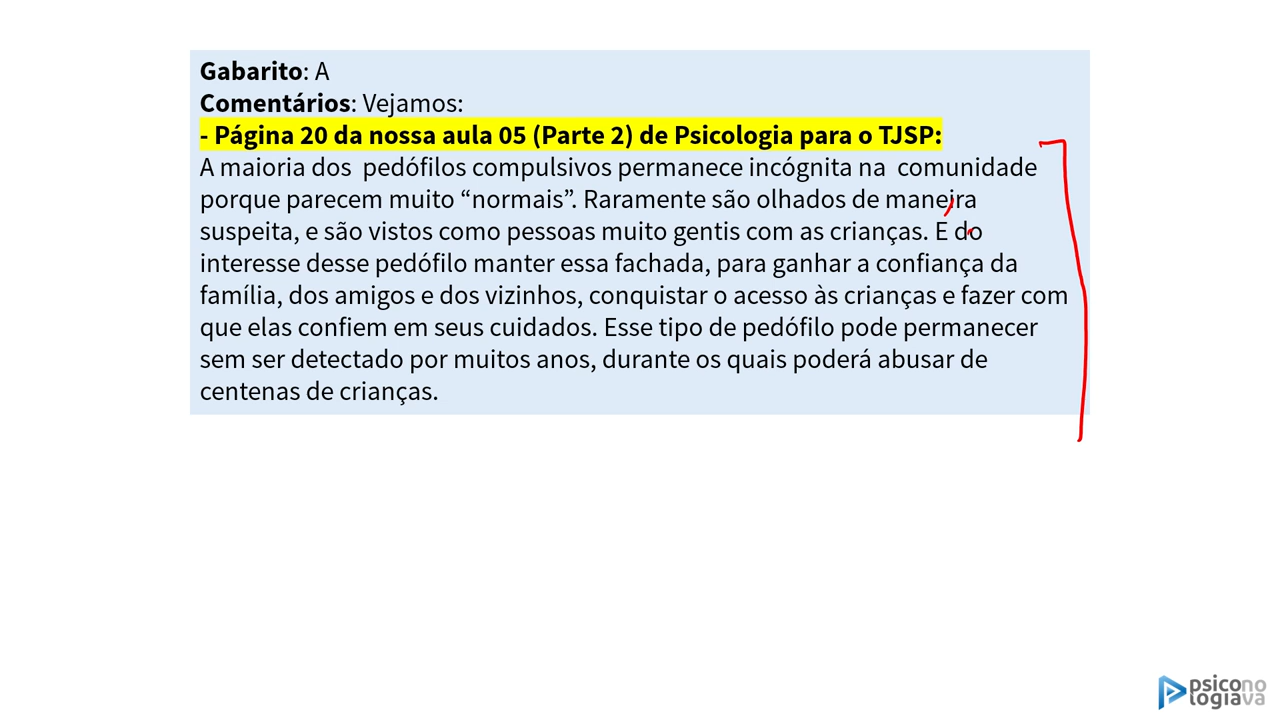 Gabarito: A
Comentários: Vejamos:
- Página 20 da nossa aula 05 (Parte 2) de Psicologia para o TJSP:
A maioria dos  pedófilos compulsivos permanece incógnita na  comunidade
porque parecem muito “normais”. Raramente são olhados de maneira
suspeita, e são vistos como pessoas muito gentis com as crianças. E do
interesse desse pedófilo manter essa fachada, para ganhar a confiança da
família, dos amigos e dos vizinhos, conquistar o acesso às crianças e fazer com
que elas confiem em seus cuidados. Esse tipo de pedófilo pode permanecer
sem ser detectado por muitos anos, durante os quais poderá abusar de
centenas de crianças.
psicono
logiava